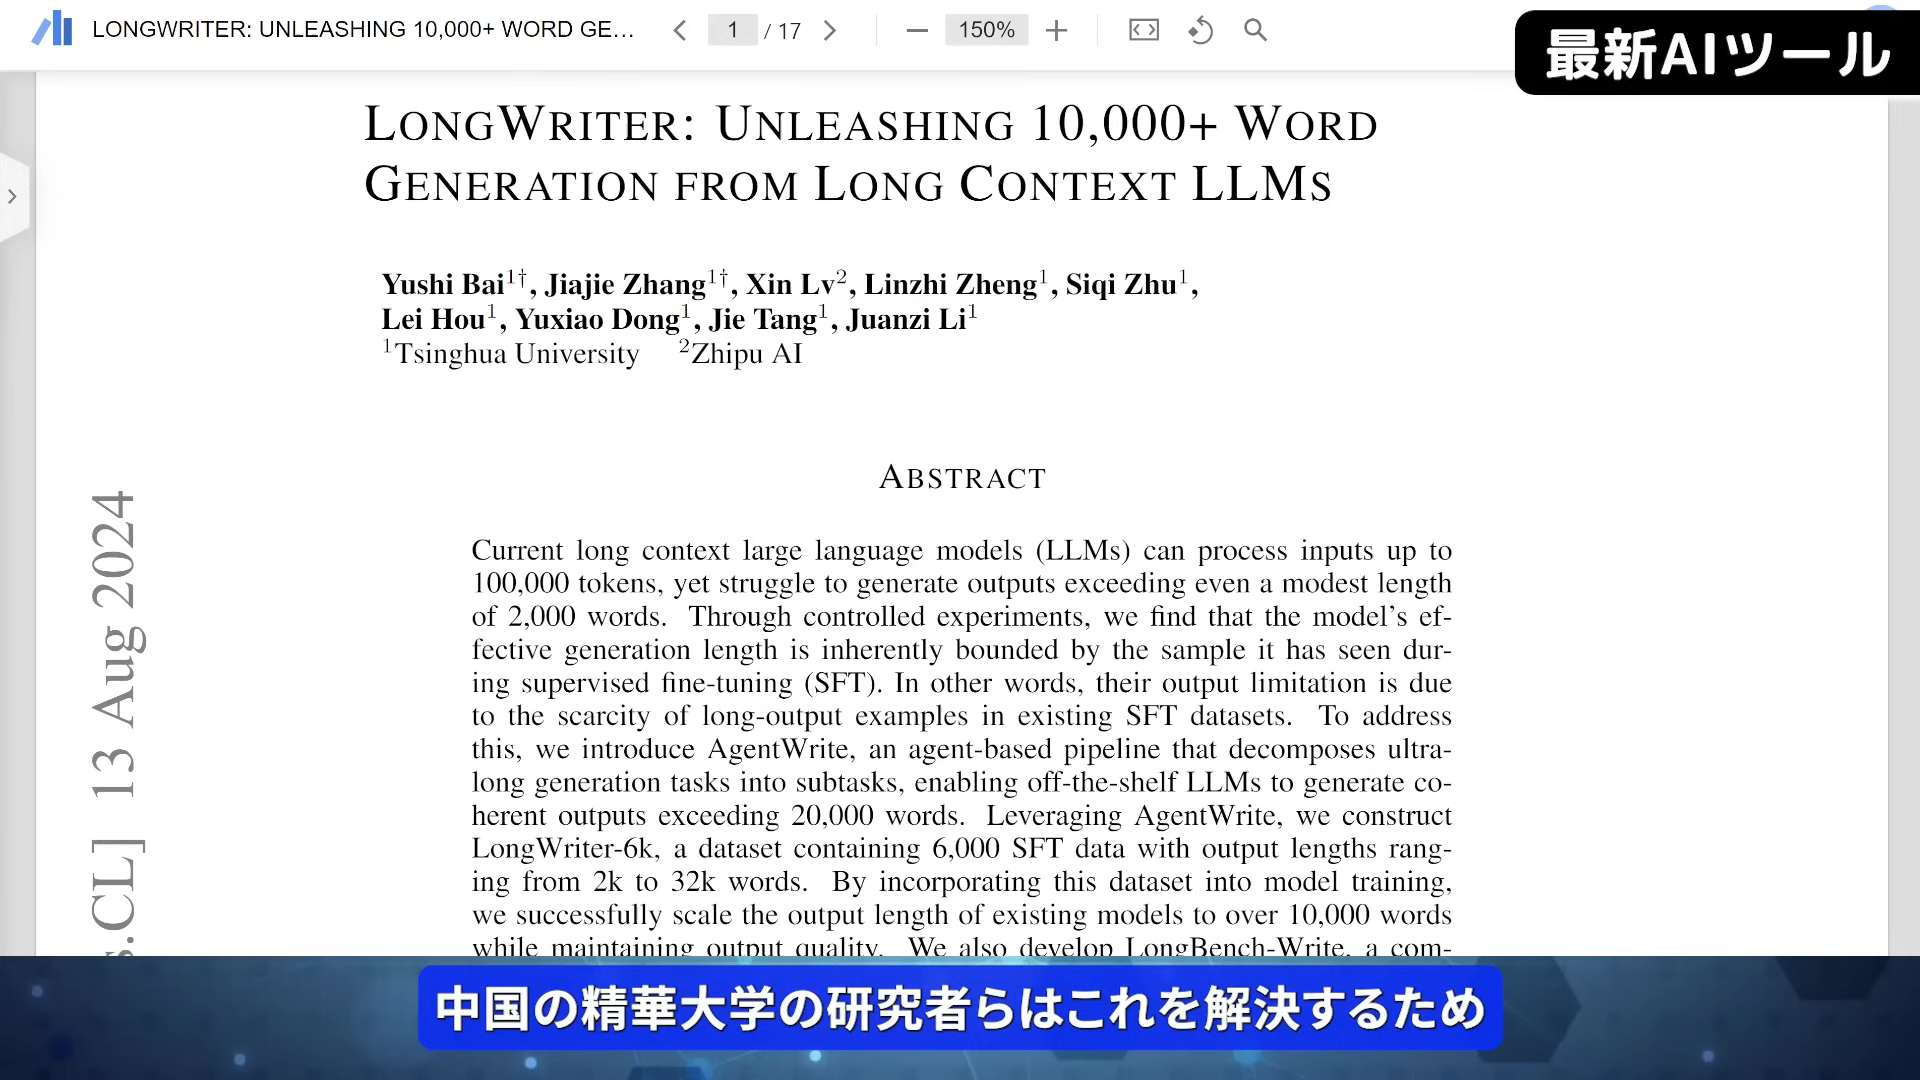 LONGWRITER: UNLEASHING 10,000+ WORD GE...
1 / 17
150%
最新AIツール
LONGWRITER: UNLEASHING 10,000+ WORD
GENERATION FROM LONG CONTEXT LLMS
Yushi Bai1†, Jiajie Zhang1†, Xin Lv2, Linzhi Zheng1, Siqi Zhu1,
Lei Hou1, Yuxiao Dong1, Jie Tang1, Juanzi Li1
1Tsinghua University 2Zhipu AI
ABSTRACT
Current long context large language models (LLMs) can process inputs up to
100,000 tokens, yet struggle to generate outputs exceeding even a modest length
of 2,000 words. Through controlled experiments, we find that the model's ef-
fective generation length is inherently bounded by the sample it has seen dur-
ing supervised fine-tuning (SFT). In other words, their output limitation is due
to the scarcity of long-output examples in existing SFT datasets. To address
this, we introduce AgentWrite, an agent-based pipeline that decomposes ultra-
long generation tasks into subtasks, enabling off-the-shelf LLMs to generate co-
herent outputs exceeding 20,000 words. Leveraging AgentWrite, we construct
LongWriter-6k, a dataset containing 6,000 SFT data with output lengths rang-
ing from 2k to 32k words. By incorporating this dataset into model training,
we successfully scale the output length of existing models to over 10,000 words
while maintaining output quality. We also develop LongBench-Write, a com-
s.CL] 13 Aug 2024
中国の精華大学の研究者らはこれを解決するため